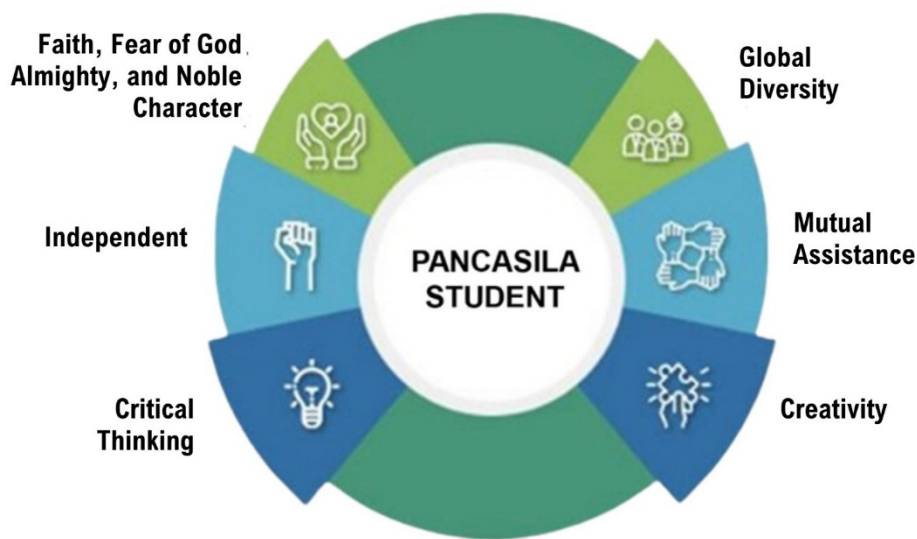 Faith, Fear of God
Almighty, and Noble
Character
Global
Diversity
Independent
PANCASILA
STUDENT
Mutual
Assistance
Critical
Thinking
Creativity